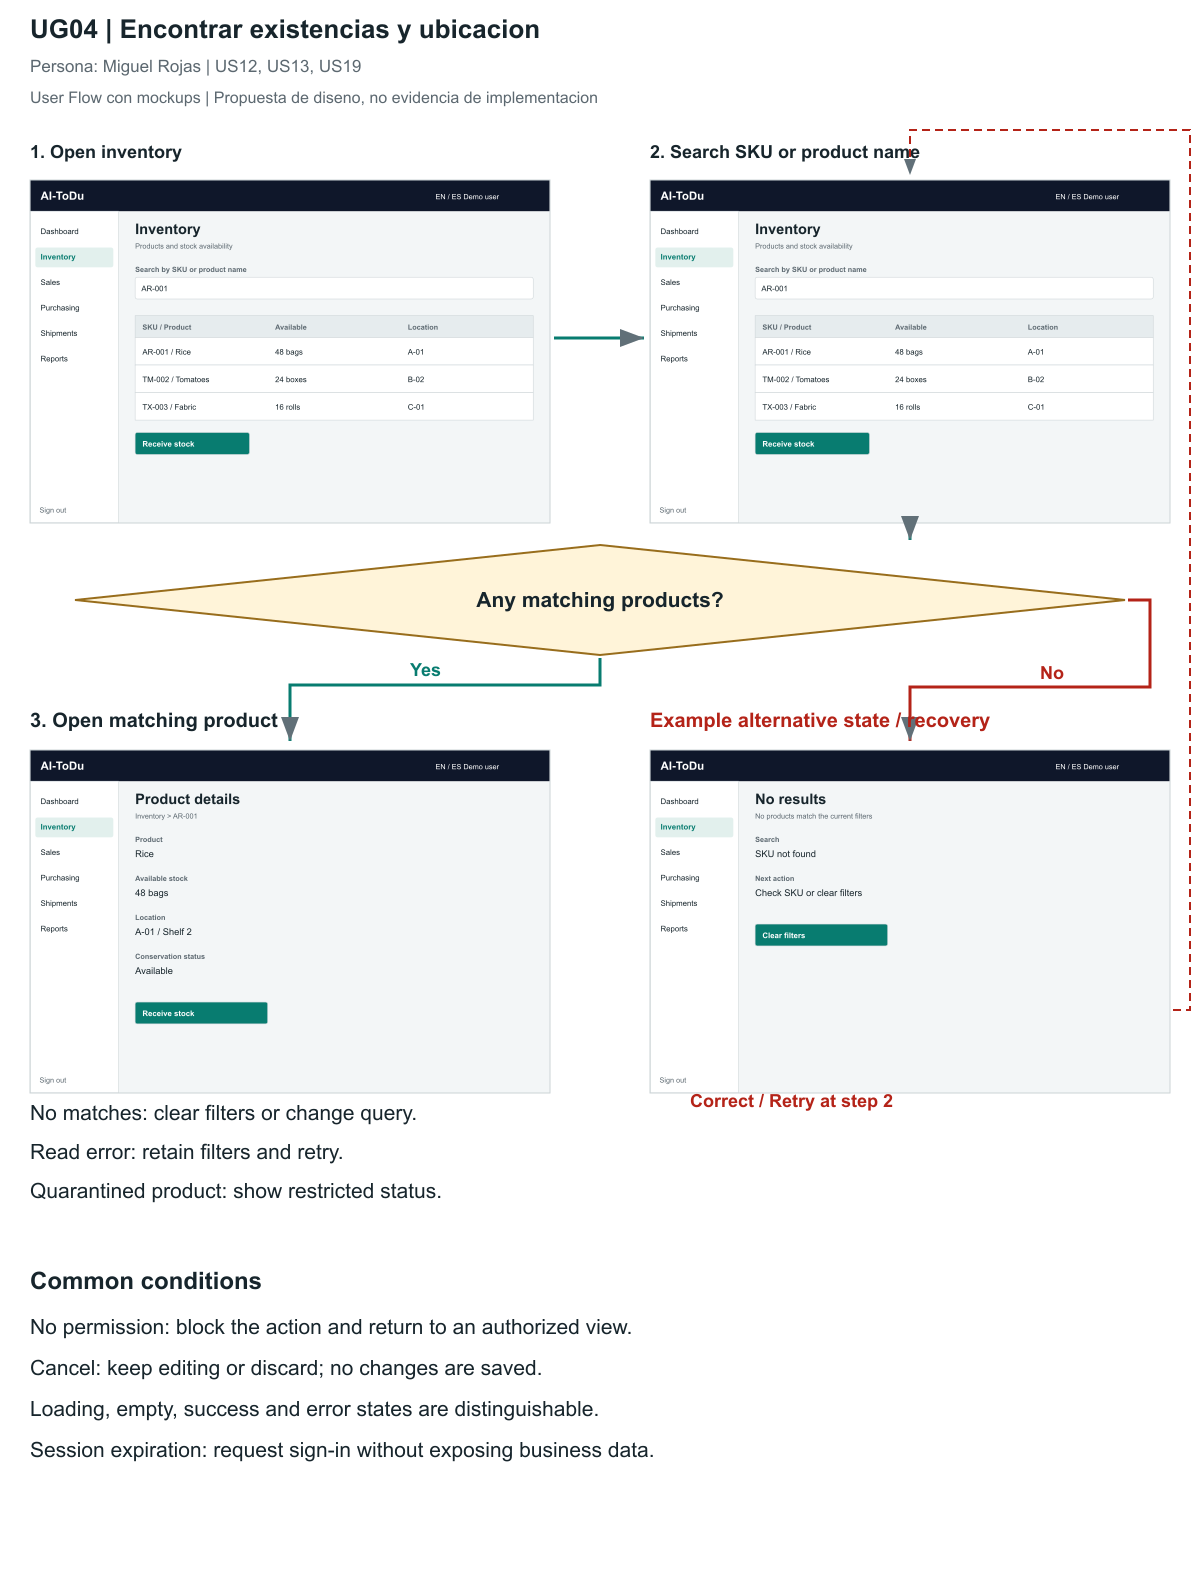 UG04 | Encontrar existencias y ubicacion
Persona: Miguel Rojas | US12, US13, US19
User Flow con mockups | Propuesta de diseno, no evidencia de implementacion
1. Open inventory
AI-ToDu
EN / ES Demo user
Dashboard
Inventory
Sales
Purchasing
Shipments
Reports
Sign out
Inventory
Products and stock availability
Search by SKU or product name
AR-001
SKU / Product Available Location
AR-001 / Rice 48 bags A-01
TM-002 / Tomatoes 24 boxes B-02
TX-003 / Fabric 16 rolls C-01
Receive stock
2. Search SKU or product name
AI-ToDu
EN / ES Demo user
Dashboard
Inventory
Sales
Purchasing
Shipments
Reports
Sign out
Inventory
Products and stock availability
Search by SKU or product name
AR-001
SKU / Product Available Location
AR-001 / Rice 48 bags A-01
TM-002 / Tomatoes 24 boxes B-02
TX-003 / Fabric 16 rolls C-01
Receive stock
Any matching products?
Yes
No
3. Open matching product
AI-ToDu
EN / ES Demo user
Dashboard
Inventory
Sales
Purchasing
Shipments
Reports
Sign out
Product details
Inventory > AR-001
Product
Rice
Available stock
48 bags
Location
A-01 / Shelf 2
Conservation status
Available
Receive stock
Example alternative state / recovery
AI-ToDu
EN / ES Demo user
Dashboard
Inventory
Sales
Purchasing
Shipments
Reports
Sign out
No results
No products match the current filters
Search
SKU not found
Next action
Check SKU or clear filters
Clear filters
Correct / Retry at step 2
No matches: clear filters or change query.
Read error: retain filters and retry.
Quarantined product: show restricted status.
Common conditions
No permission: block the action and return to an authorized view.
Cancel: keep editing or discard; no changes are saved.
Loading, empty, success and error states are distinguishable.
Session expiration: request sign-in without exposing business data.